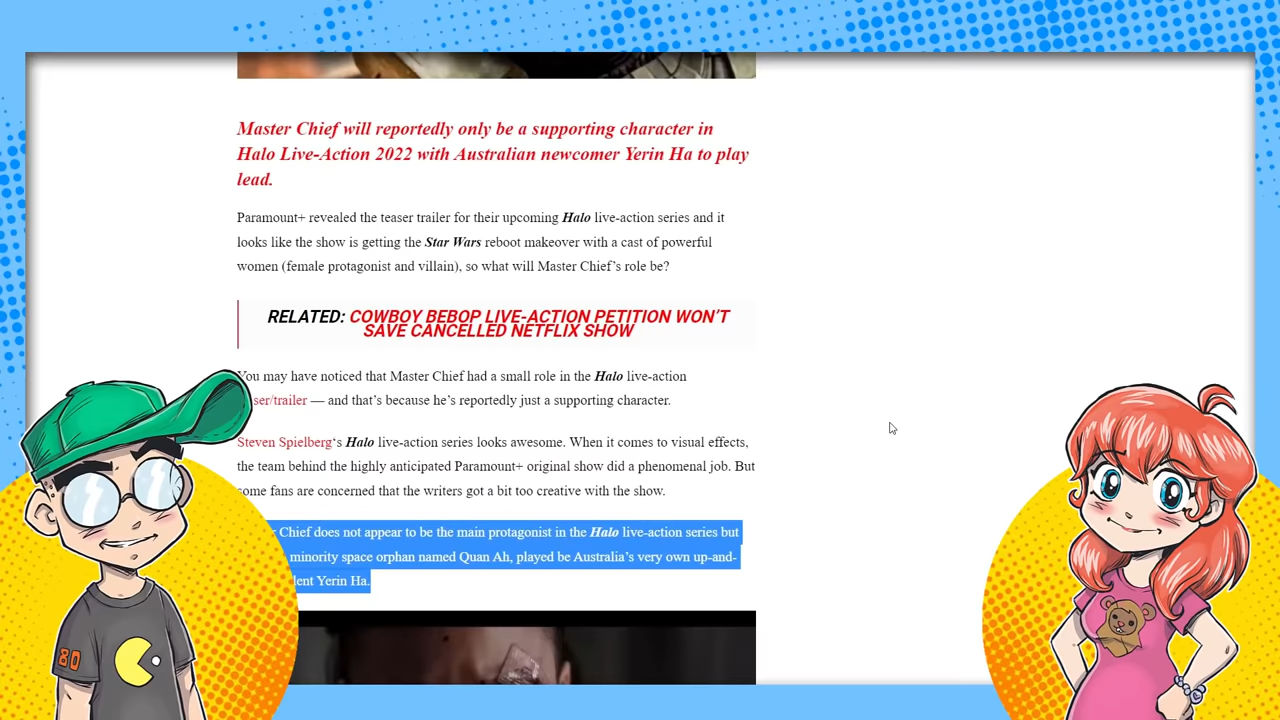 Master Chief will reportedly only be a supporting character in
Halo Live-Action 2022 with Australian newcomer Yerin Ha to play
lead.
Paramount+ revealed the teaser trailer for their upcoming Halo live-action series and it
looks like the show is getting the Star Wars reboot makeover with a cast of powerful
women (female protagonist and villain), so what will Master Chief's role be?
RELATED: COWBOY BEBOP LIVE-ACTION PETITION WON'T
SAVE CANCELLED NETFLIX SHOW
You may have noticed that Master Chief had a small role in the Halo live-action
ser/trailer — and that's because he's reportedly just a supporting character.
Steven Spielberg‘s Halo live-action series looks awesome. When it comes to visual effects,
the team behind the highly anticipated Paramount+ original show did a phenomenal job. But
some fans are concerned that the writers got a bit too creative with the show.
Chief does not appear to be the main protagonist in the Halo live-action series but
minority space orphan named Quan Ah, played be Australia's very own up-and-
lent Yerin Ha.
80